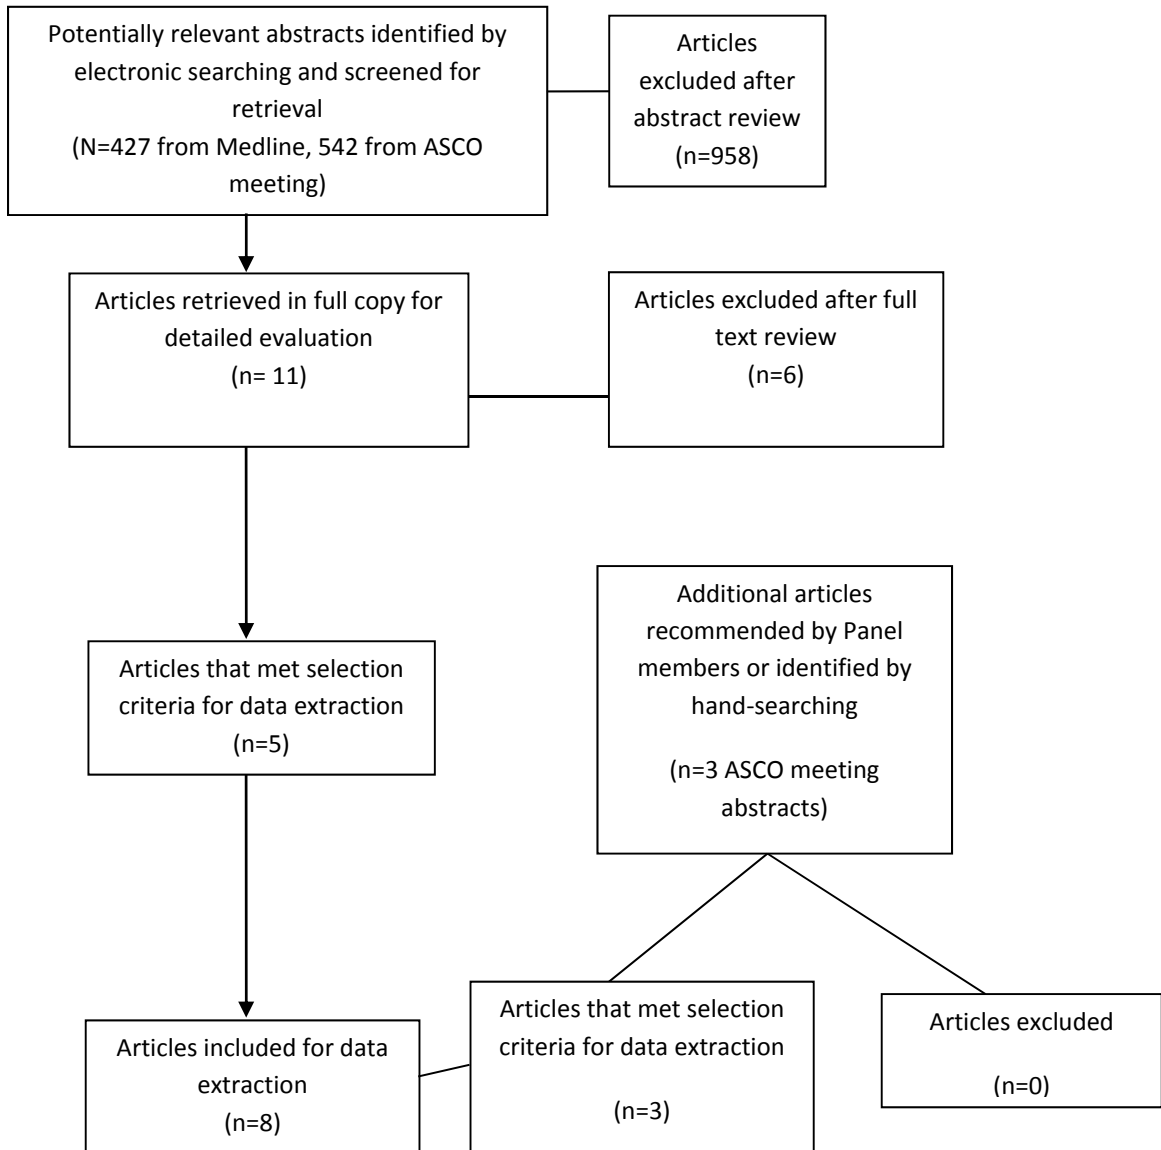 Potentially relevant abstracts identified by
electronic searching and screened for
retrieval
(N=427 from Medline, 542 from ASCO
meeting)
Articles
excluded after
abstract review
(n=958)
Articles retrieved in full copy for
detailed evaluation
(n= 11)
Articles excluded after full
text review
(n=6)
Additional articles
recommended by Panel
members or identified by
hand-searching
(n=3 ASCO meeting
abstracts)
Articles that met selection
criteria for data extraction
(n=5)
Articles included for data
extraction
(n=8)
Articles that met selection
criteria for data extraction
(n=3)
Articles excluded
(n=0)